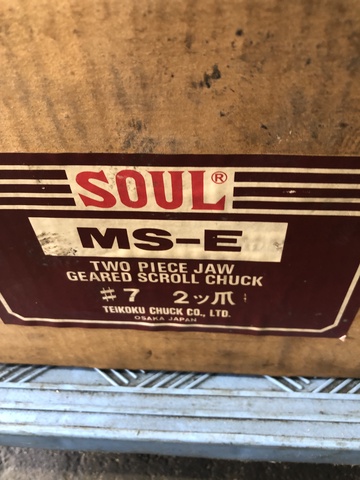 SOUL®
MS-E
TWO PIECE JAW
GEARED SCROLL CHUCK
#7 2ッ爪
TEIKOKU CHUCK CO., LTD.
OSAKA JAPAN